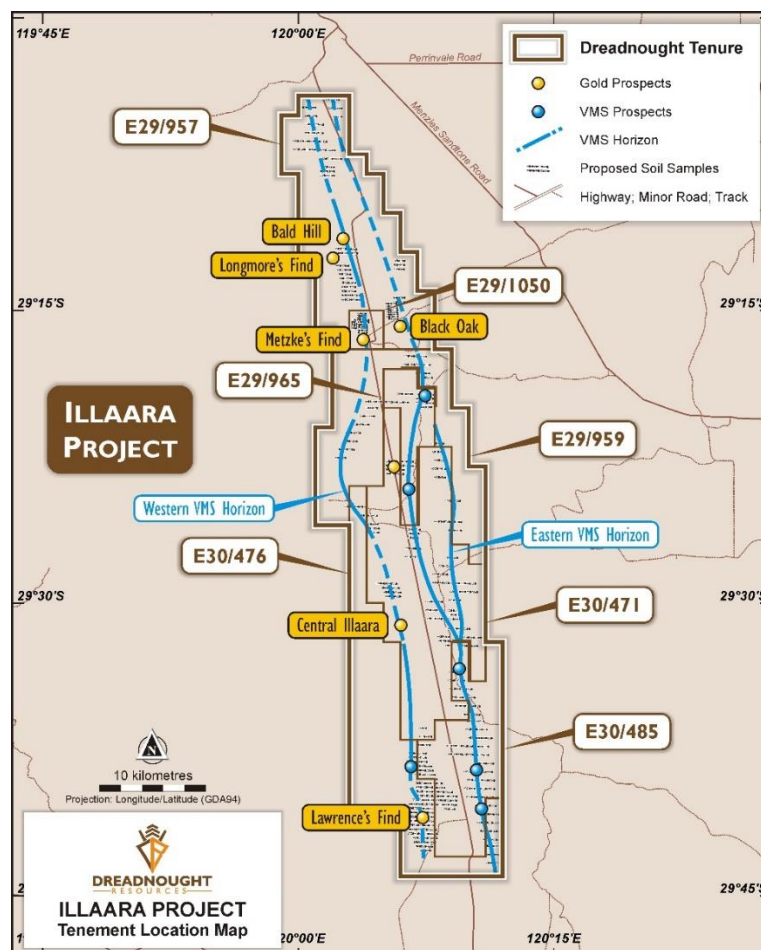 119°45'E
120°00'E
Dreadnought Tenure
Gold Prospects
VMS Prospects
VMS Horizon
Proposed Soil Samples
Highway; Minor Road; Track
Perrinvale Road
Menzies Sandstone Road
E29/957
Bald Hill
Longmore's Find
29°15'S
E29/1050
29°15'S
Metzke's Find
Black Oak
E29/965
ILLAARA
PROJECT
E29/959
Western VMS Horizon
Eastern VMS Horizon
E30/476
29°30'S
E30/471
29°30'S
Central Illaara
E30/485
N
10 kilometres
Projection: Longitude/Latitude (GDA94)
Lawrence's Find
DREADNOUGHT
RESOURCES
ILLAARA PROJECT
Tenement Location Map
29°45'S
120°00'E
120°15'E